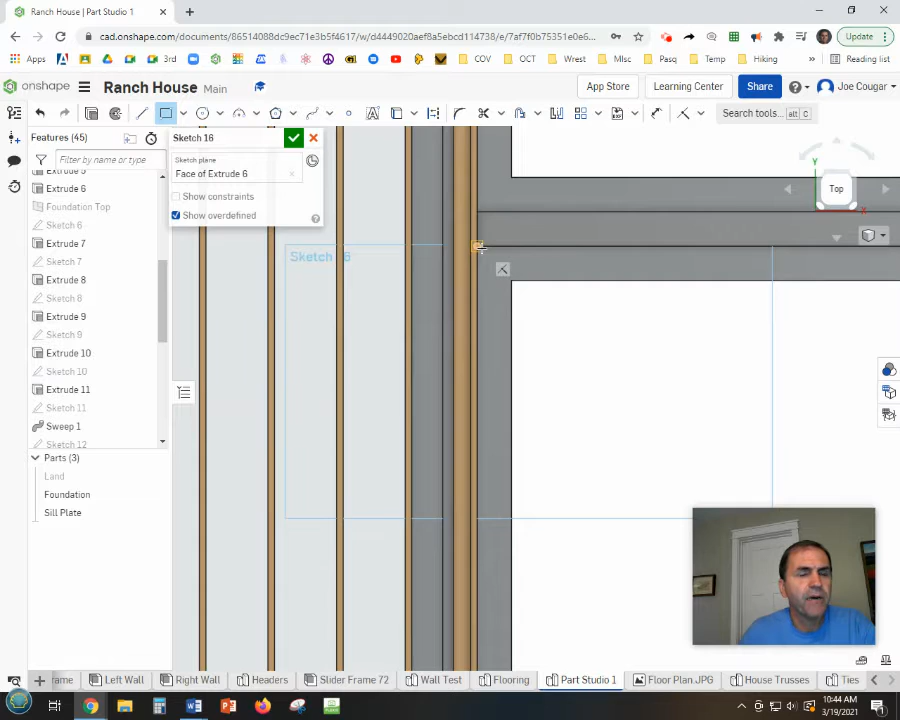 Ranch House | Part Studio 1
cad.onshape.com/documents/86514088dc9ec71e3b5f4617/w/d4449020aef8a5ebcd114738/e/7af7f0b75351e0e6...
Update
Apps
3rd
COV
OCT
Wrest
MIsc
Pasq
Temp
Hiking
Reading list
onshape
Ranch House Main
App Store
Learning Center
Share
Joe Cougar
Search tools...
alt C
Features (45)
Filter by name or type
Extrude 6
Foundation Top
Sketch 6
Extrude 7
Sketch 7
Extrude 8
Sketch 8
Extrude 9
Sketch 9
Extrude 10
Sketch 10
Extrude 11
Sketch 11
Sweep 1
Sketch 12
Parts (3)
Land
Foundation
Sill Plate
Sketch 16
Sketch plane
Face of Extrude 6
Show constraints
Show overdefined
Sketch 6
Y
Top
X
Left Wall
Right Wall
Headers
Slider Frame 72
Wall Test
Flooring
Part Studio 1
Floor Plan.JPG
House Trusses
Ties
10:44 AM
3/19/2021